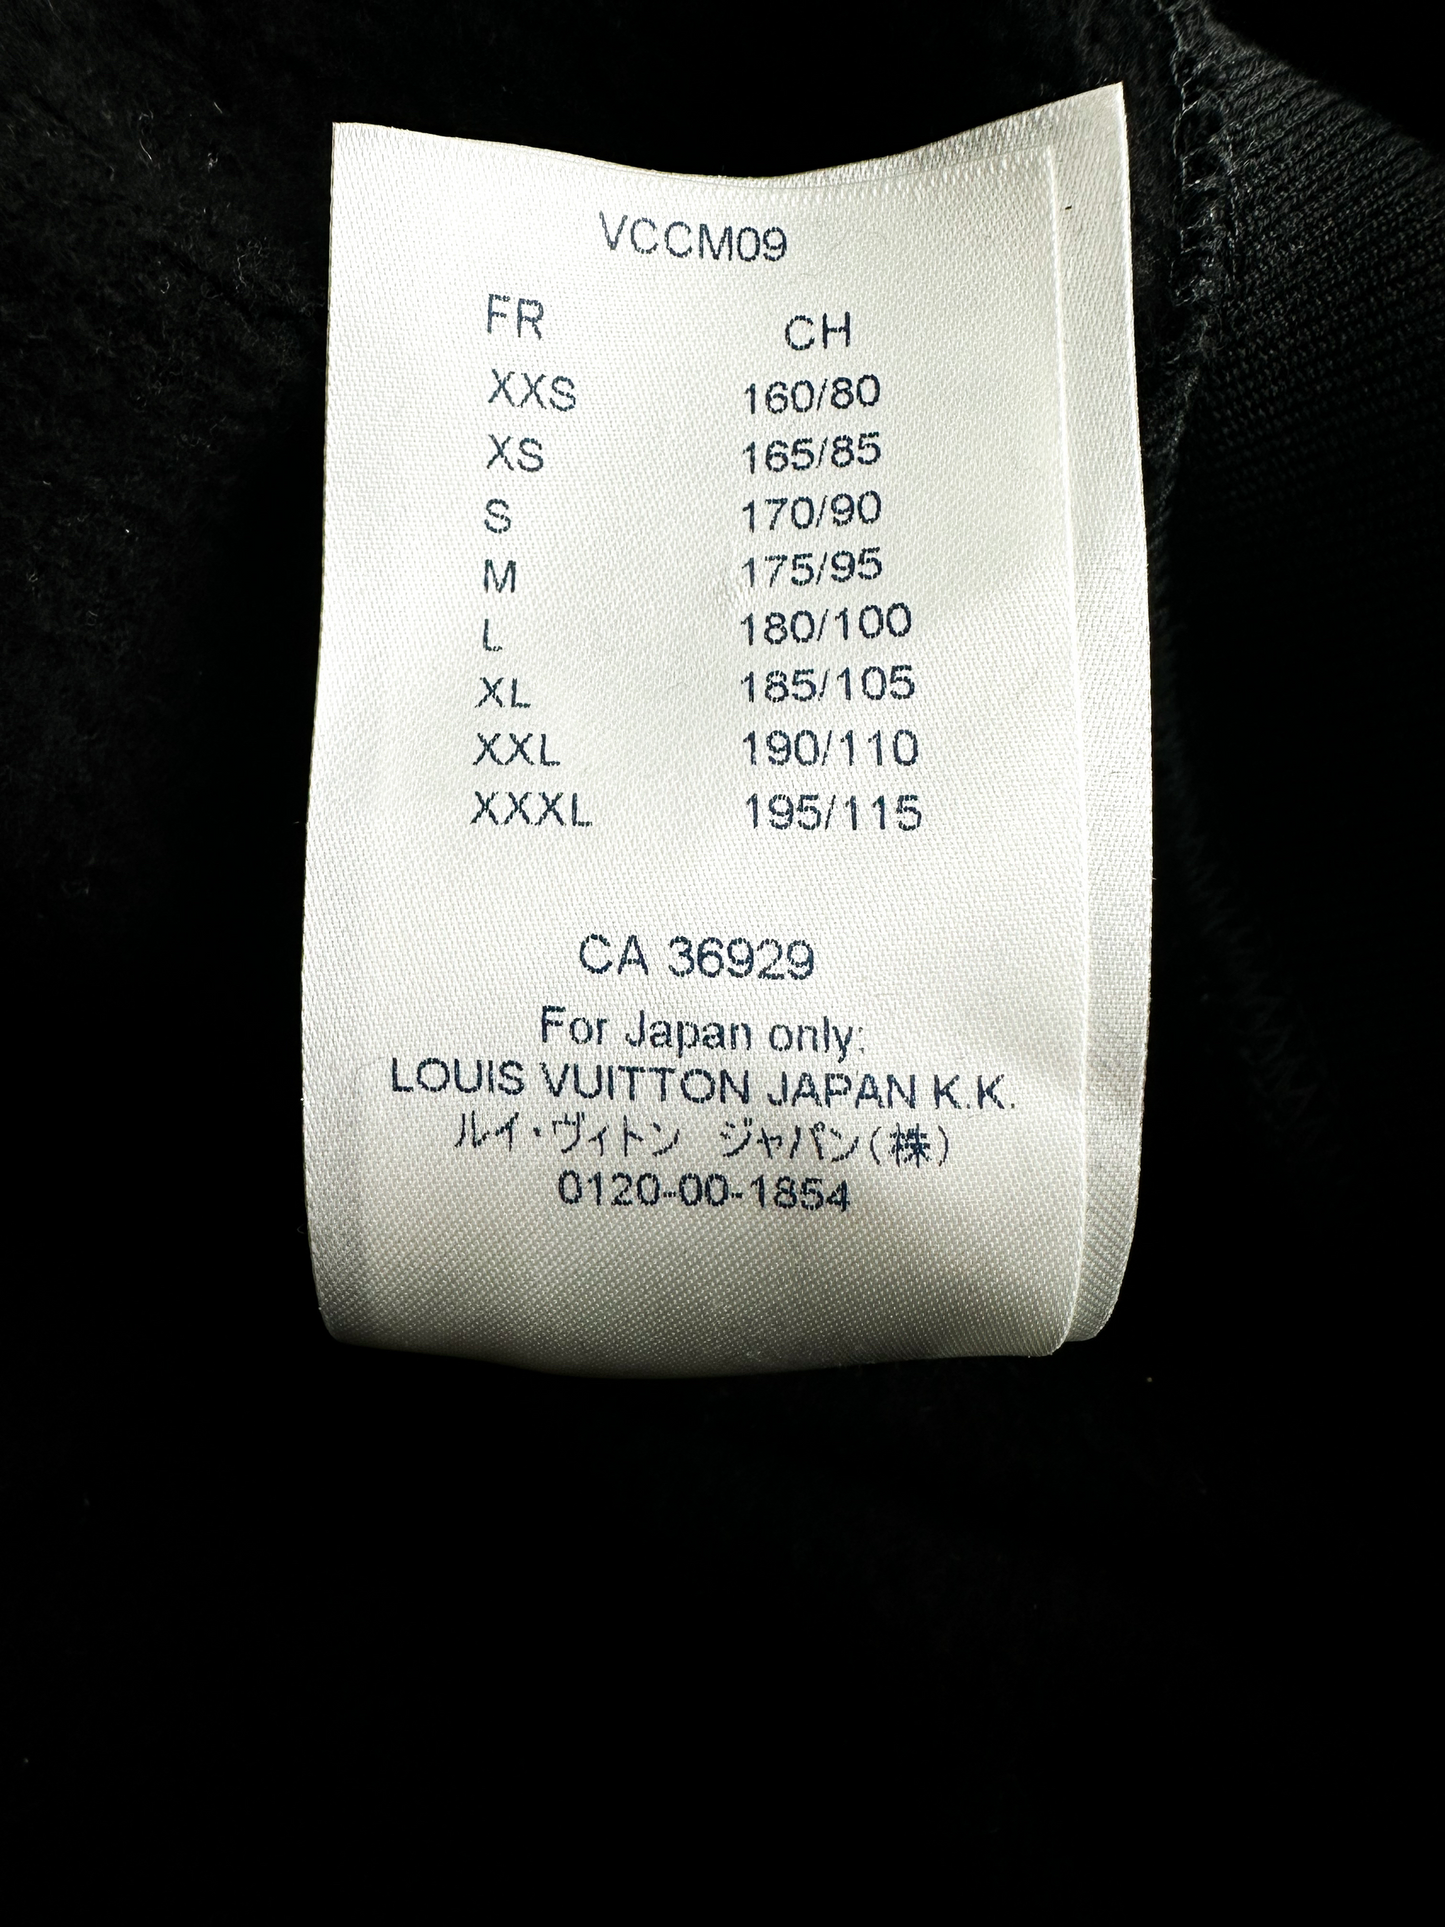 VCCM09
FR CH
XXS 160/80
XS 165/85
S 170/90
M 175/95
L 180/100
XL 185/105
XXL 190/110
XXXL 195/115
CA 36929
For Japan only:
LOUIS VUITTON JAPAN K.K.
ルイ・ヴィトン ジャパン(株)
0120-00-1854